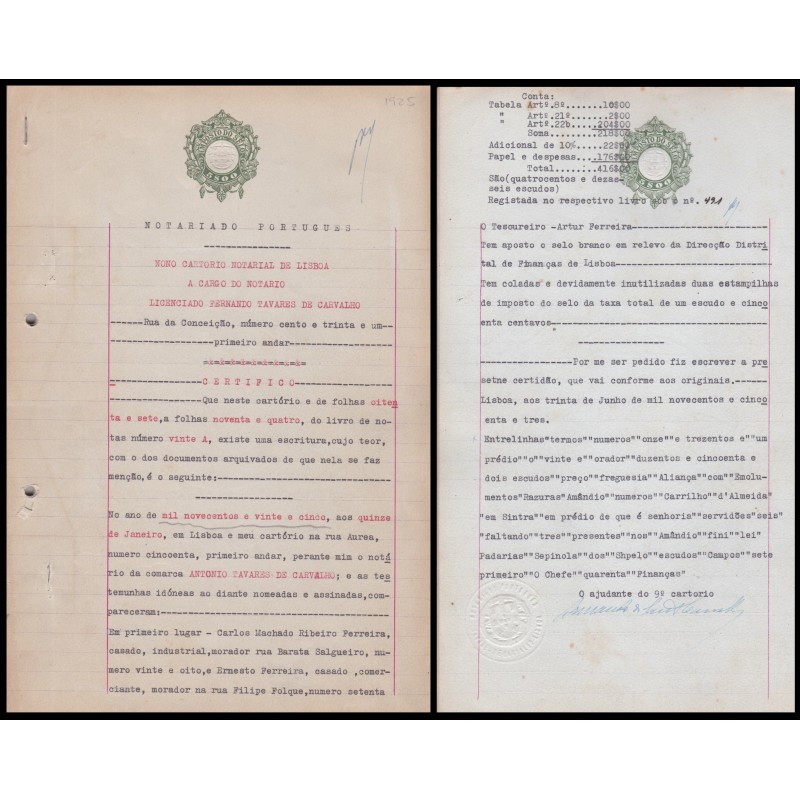 1925
NOTARIADO PORTUGUES
NONO CARTORIO NOTARIAL DE LISBOA
A CARGO DO NOTARIO
LICENCIADO FERNANDO TAVARES DE CARVALHO
------Rua da Conceição, número cento e trinta e um--
----------------primeiro andar--------------------
=x=x=x=x=x=x=x=x=
-----------------C E R T I F I C O-----------------
----------------Que neste cartório e de folhas oiten
ta e sete,a folhas noventa e quatro, do livro de no-
tas número vinte A, existe uma escritura,cujo teor,
com o dos documentos arquivados de que nela se faz
menção,é o seguinte:---------------------------------
-----------------
No ano de mil novecentos e vinte e cinco, aos quinze
de Janeiro, em Lisboa e meu cartório na rua Aurea,
numero cincoenta, primeiro andar, perante mim o notá
rio da comarca ANTONIO TAVARES DE CARVALHO; e as tes
temunhas idóneas ao diante nomeadas e assinadas,com-
pareceram:-------------------------------------------
Em primeiro lugar - Carlos Machado Ribeiro Ferreira,
casado, industrial,morador rua Barata Salgueiro, nu-
mero vinte e oito,e Ernesto Ferreira, casado ,comer-
ciante, morador na rua Filipe Folque,numero setenta
Conta:
Tabela Artº.8º.......10$00
" Artº.21º.......2$00
" Artº.22b.....204$00
Soma.......218$00
Adicional de 10%.....22$00
Papel e despesas...176$00
Total....416$00
São(quatrocentos e dezas-
seis escudos)
Registada no respectivo livro sob o nº. 421
O Tesoureiro -Artur Ferreira---------------------------
Tem aposto o selo branco em relevo da Direcção Distri
tal de Finanças de Lisboa------------------------------
Tem coladas e devidamente inutilizadas duas estampilhas
de imposto do selo da taxa total de um escudo e cinco
enta centavos------------------------------------------
---------------
-----------------Por me ser pedido fiz escrever a pre
setne certidão, que vai conforme aos originais.-----
Lisboa, aos trinta de Junho de mil novecentos e cinco
enta e tres.
Entrelinhas"termos""numeros""onze""e trezentos e""um
prédio""o""vinte e""orador""duzentos e cincoenta e
dois escudos""preço""freguesia""Aliança""com""Emolu-
mentos"Razuras"Amândio""numeros""Carrilho""d'Almeida"
"em Sintra""em prédio de que é senhoria""servidões"seis"
"faltando""tres""presentes""nos""Amândio""fini""lei"
Padarias""Sepinola""dos""Shpelo""escudos""Campos""sete
primeiro""O Chefe""quarenta""Finanças"
O ajudante do 9º cartorio